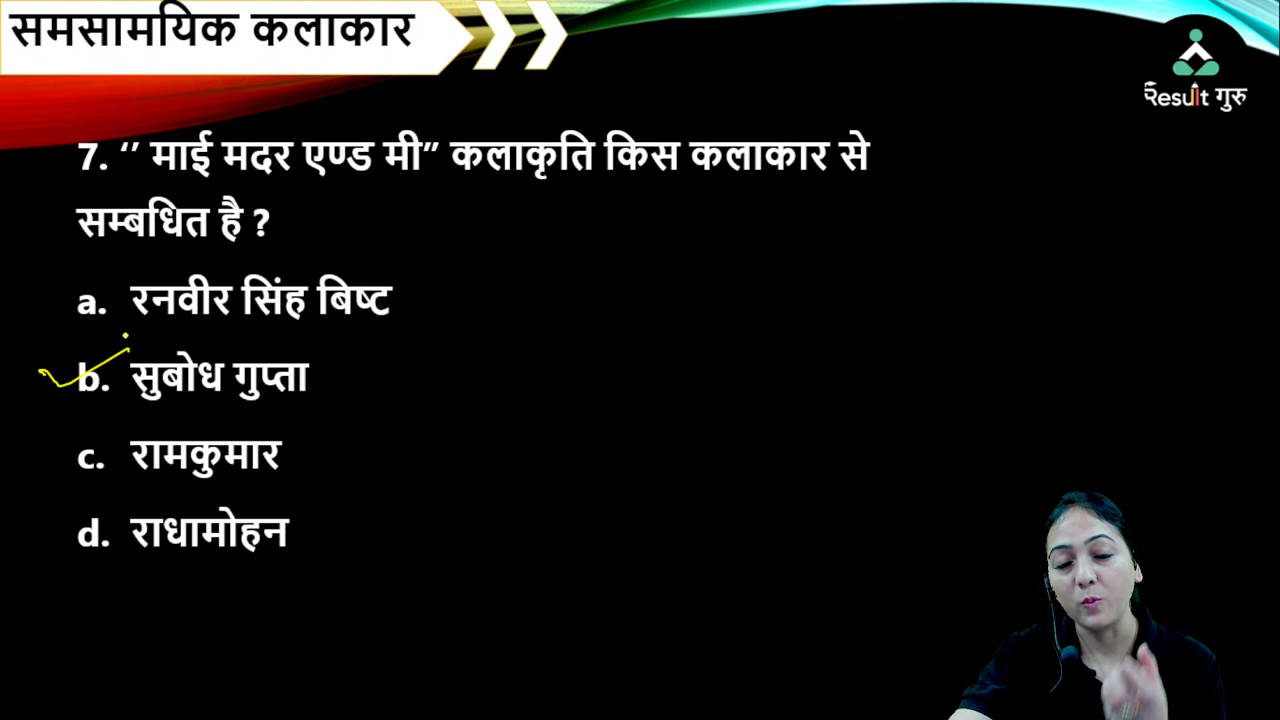 समसामयिक कलाकार
Result गुरु
7. ‘’ माई मदर एण्ड मी” कलाकृति किस कलाकार से
सम्बधित है ?
a. रनवीर सिंह बिष्ट
b. सुबोध गुप्ता
c. रामकुमार
d. राधामोहन